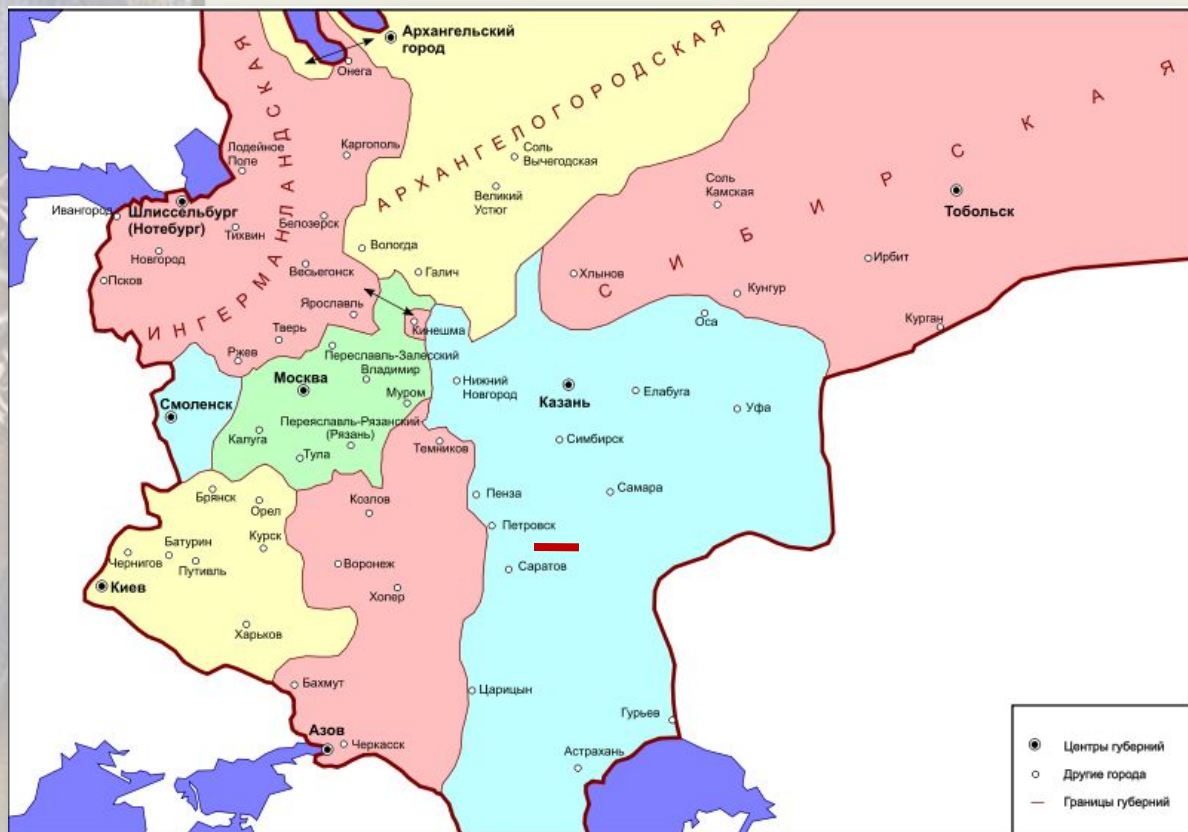 Архангельский
город
Онега
ИНГЕРМАНЛАНДСКАЯ
АРХАНГЕЛОГОРОДСКАЯ
СИБИРСКАЯ
Лодейное
Поле
Каргополь
Соль
Вычегодская
Великий
Устюг
Соль
Камская
Тобольск
Ивангород
Шлиссельбург
(Нотебург)
Белозерск
Тихвин
Новгород
Вологда
Псков
Весьегонск
Галич
Хлынов
Ирбит
Кунгур
Ярославль
Кинешма
Оса
Курган
Тверь
Ржев
Переславль-Залесский
Владимир
Москва
Муром
Нижний
Новгород
Казань
Елабуга
Уфа
Смоленск
Калуга
Переяславль-Рязанский
(Рязань)
Тула
Темников
Симбирск
Брянск
Орел
Козлов
Пенза
Самара
Петровск
Курск
Батурин
Чернигов
Путивль
Киев
Воронеж
Хопер
Саратов
Харьков
Бахмут
Царицын
Гурьев
Азов
Черкасск
Астрахань
Центры губерний
Другие города
Границы губерний